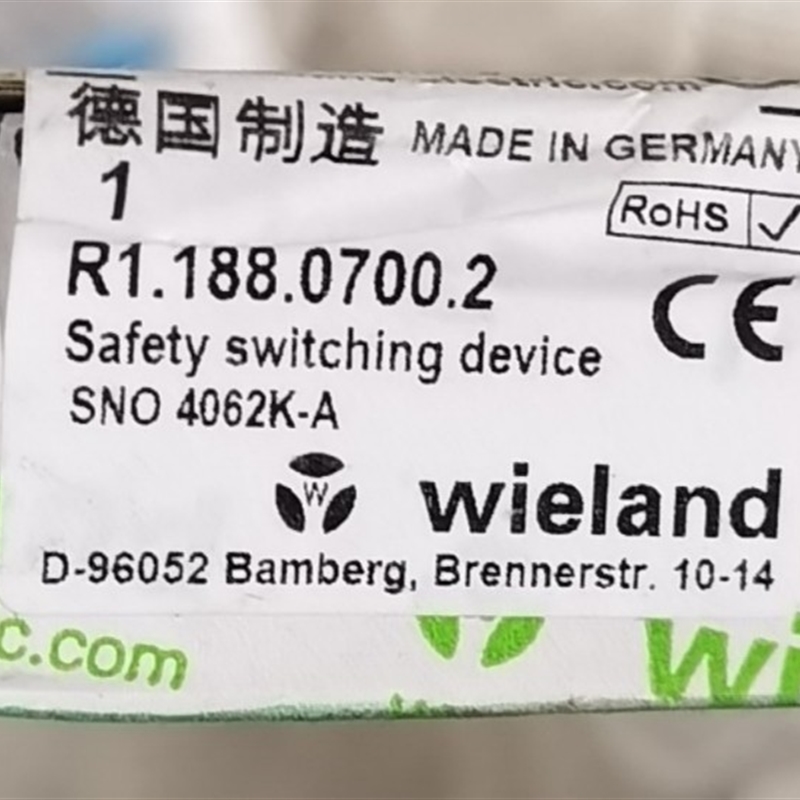 德国制造 MADE IN GERMANY
1
RoHS ✓
R1.188.0700.2
CE
Safety switching device
SNO 4062K-A
W wieland
D-96052 Bamberg, Brennerstr. 10-14
c.com
wi